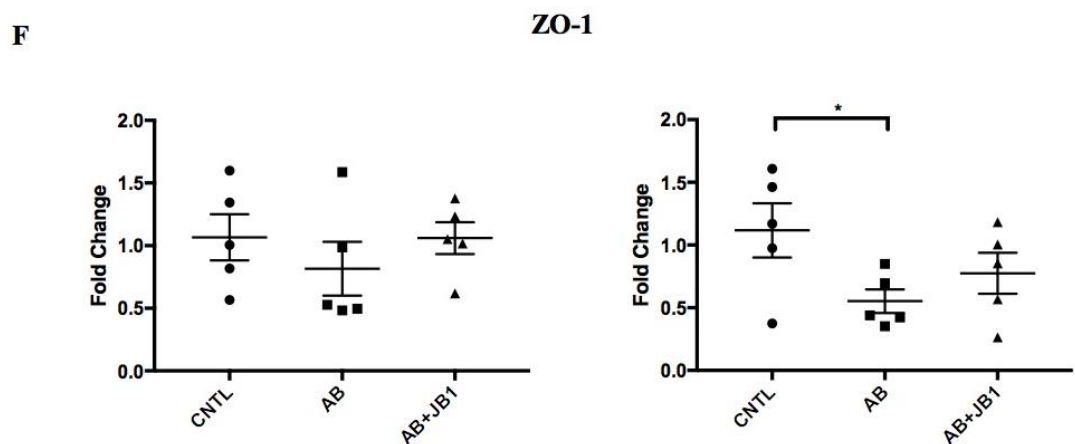 F
ZO-1
Fold Change
2.0
1.5
1.0
0.5
0.0
CNTL
AB
AB+JB1
*
Fold Change
2.0
1.5
1.0
0.5
0.0
CNTL
AB
AB+JB1